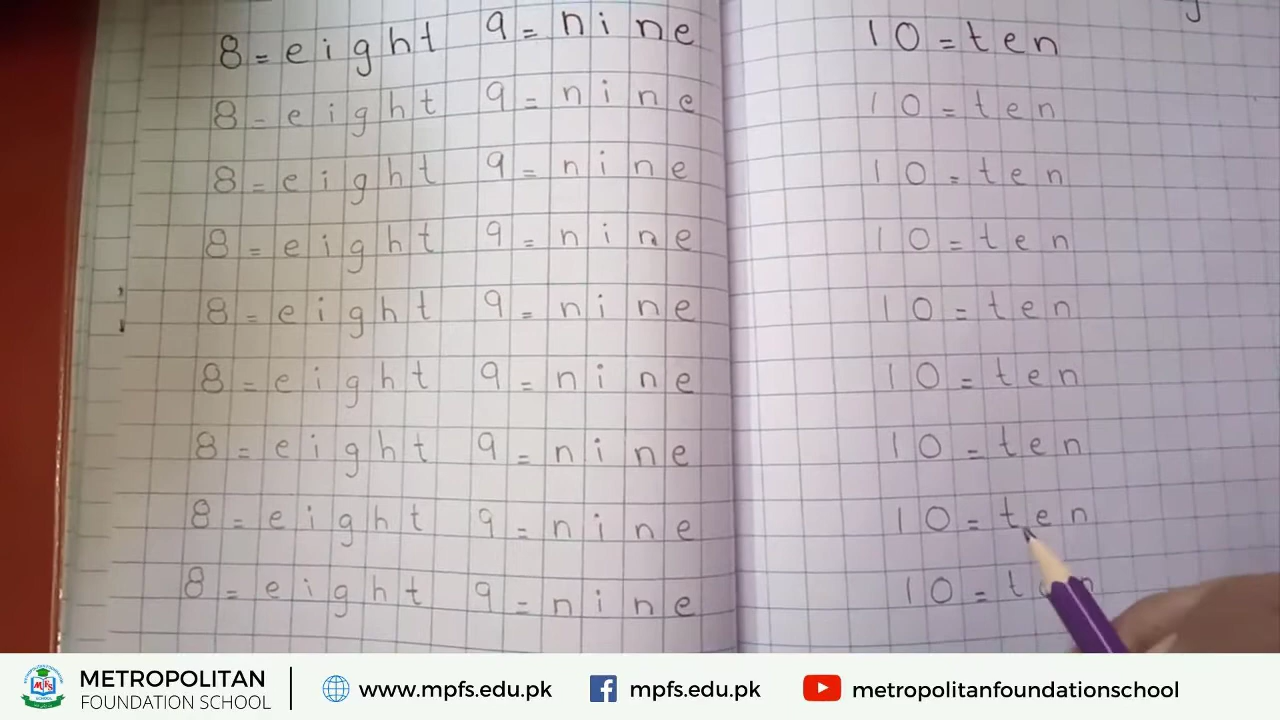 8 = eight 9 = nine 10 = ten
8 = eight 9 = nine 10 = ten
8 = eight 9 = nine 10 = ten
8 = eight 9 = nine 10 = ten
8 = eight 9 = nine 10 = ten
8 = eight 9 = nine 10 = ten
8 = eight 9 = nine 10 = ten
8 = eight 9 = nine 10 = ten
8 = eight 9 = nine 10 = ten
METROPOLITAN
FOUNDATION SCHOOL
www.mpfs.edu.pk
mpfs.edu.pk
metropolitanfoundationschool